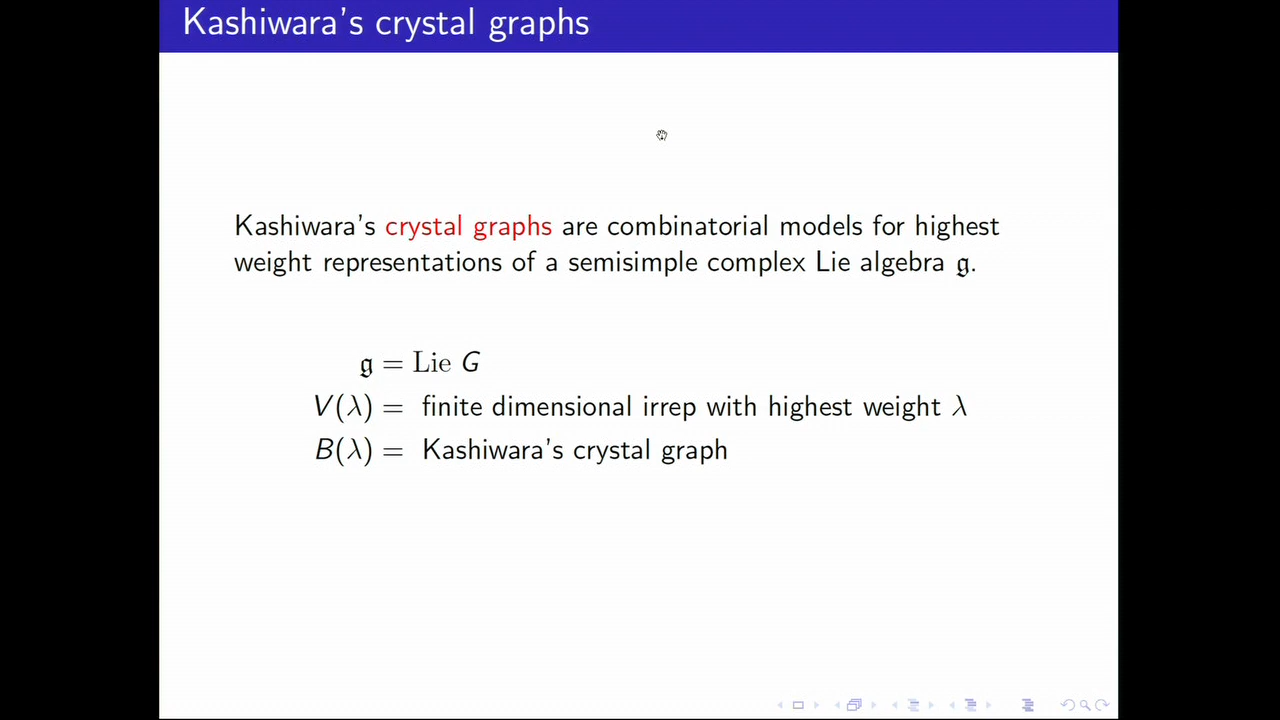 Kashiwara's crystal graphs
Kashiwara's crystal graphs are combinatorial models for highest
weight representations of a semisimple complex Lie algebra 𝔤.
𝔤 = Lie G
V(λ) = finite dimensional irrep with highest weight λ
B(λ) = Kashiwara's crystal graph